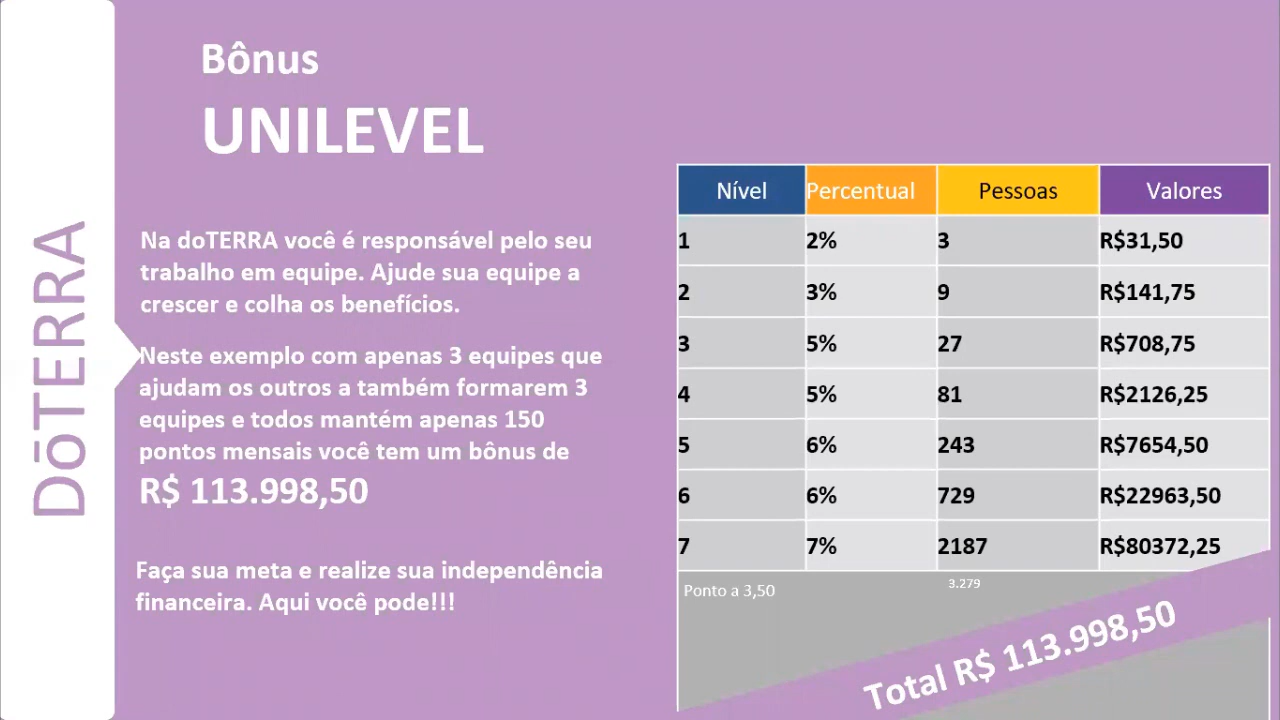 DōTERRA
Bônus
UNILEVEL
Na doTERRA você é responsável pelo seu
trabalho em equipe. Ajude sua equipe a
crescer e colha os benefícios.
Neste exemplo com apenas 3 equipes que
ajudam os outros a também formarem 3
equipes e todos mantém apenas 150
pontos mensais você tem um bônus de
R$ 113.998,50
Faça sua meta e realize sua independência
financeira. Aqui você pode!!!
Nível Percentual Pessoas Valores
1 2% 3 R$31,50
2 3% 9 R$141,75
3 5% 27 R$708,75
4 5% 81 R$2126,25
5 6% 243 R$7654,50
6 6% 729 R$22963,50
7 7% 2187 R$80372,25
Ponto a 3,50 3.279
Total R$ 113.998,50